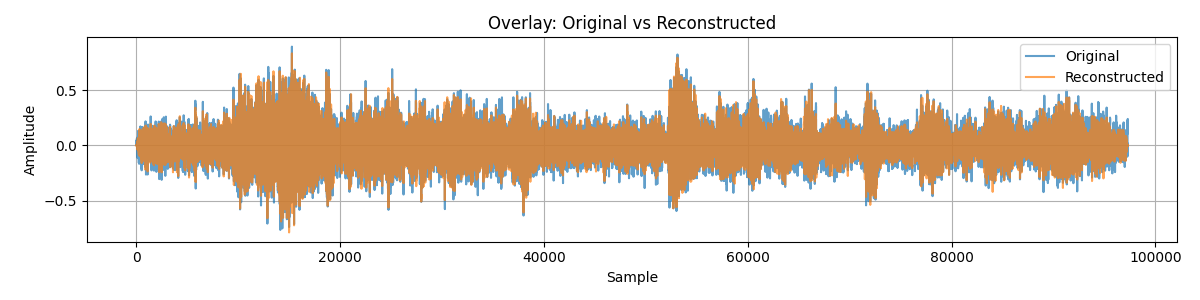 Overlay: Original vs Reconstructed
Original
Reconstructed
Amplitude
0.5
0.0
−0.5
0 20000 40000 60000 80000 100000
Sample